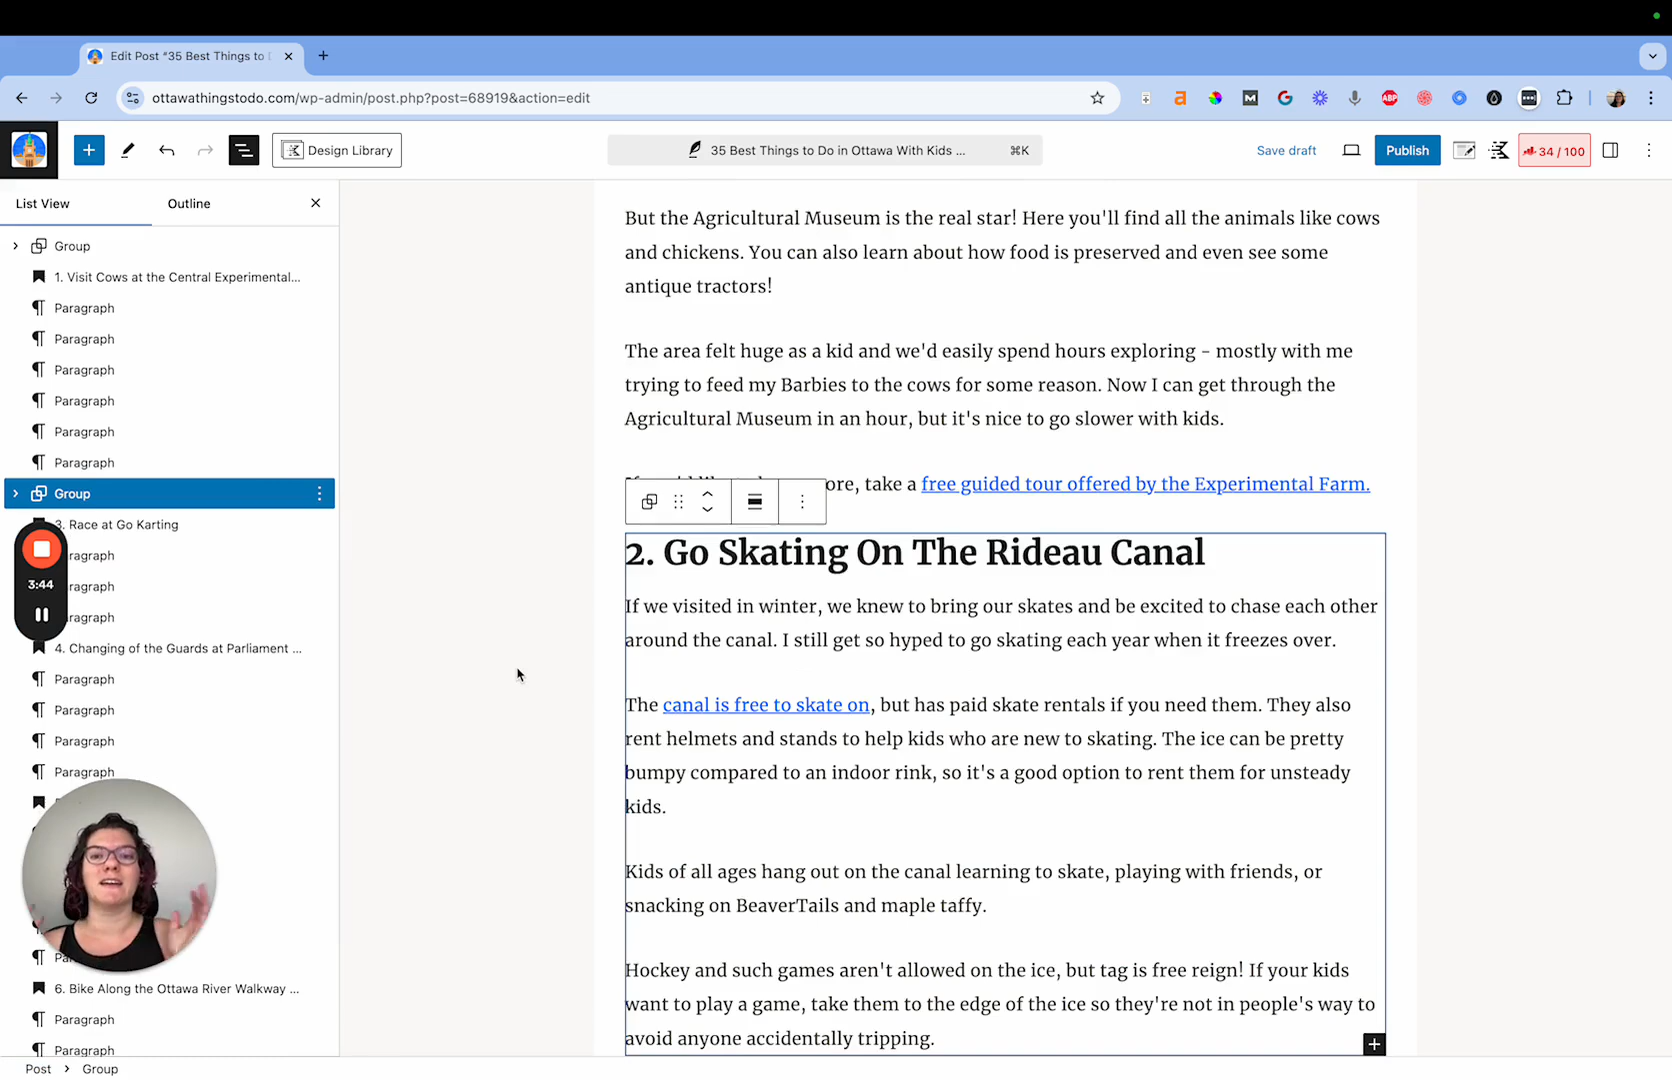 Edit Post “35 Best Things to
ottawathingstodo.com/wp-admin/post.php?post=68919&action=edit
ABP
Design Library
35 Best Things to Do in Ottawa With Kids ...
⌘K
Save draft
Publish
34 / 100
List View
Outline
Group
1. Visit Cows at the Central Experimental...
Paragraph
Paragraph
Paragraph
Paragraph
Paragraph
Paragraph
Group
3. Race at Go Karting
aragraph
3:44
aragraph
aragraph
4. Changing of the Guards at Parliament ...
Paragraph
Paragraph
Paragraph
Paragraph
6. Bike Along the Ottawa River Walkway ...
Paragraph
Paragraph
Post > Group
But the Agricultural Museum is the real star! Here you'll find all the animals like cows
and chickens. You can also learn about how food is preserved and even see some
antique tractors!
The area felt huge as a kid and we'd easily spend hours exploring - mostly with me
trying to feed my Barbies to the cows for some reason. Now I can get through the
Agricultural Museum in an hour, but it's nice to go slower with kids.
ore, take a free guided tour offered by the Experimental Farm.
2. Go Skating On The Rideau Canal
If we visited in winter, we knew to bring our skates and be excited to chase each other
around the canal. I still get so hyped to go skating each year when it freezes over.
The canal is free to skate on, but has paid skate rentals if you need them. They also
rent helmets and stands to help kids who are new to skating. The ice can be pretty
bumpy compared to an indoor rink, so it's a good option to rent them for unsteady
kids.
Kids of all ages hang out on the canal learning to skate, playing with friends, or
snacking on BeaverTails and maple taffy.
Hockey and such games aren't allowed on the ice, but tag is free reign! If your kids
want to play a game, take them to the edge of the ice so they're not in people's way to
avoid anyone accidentally tripping.